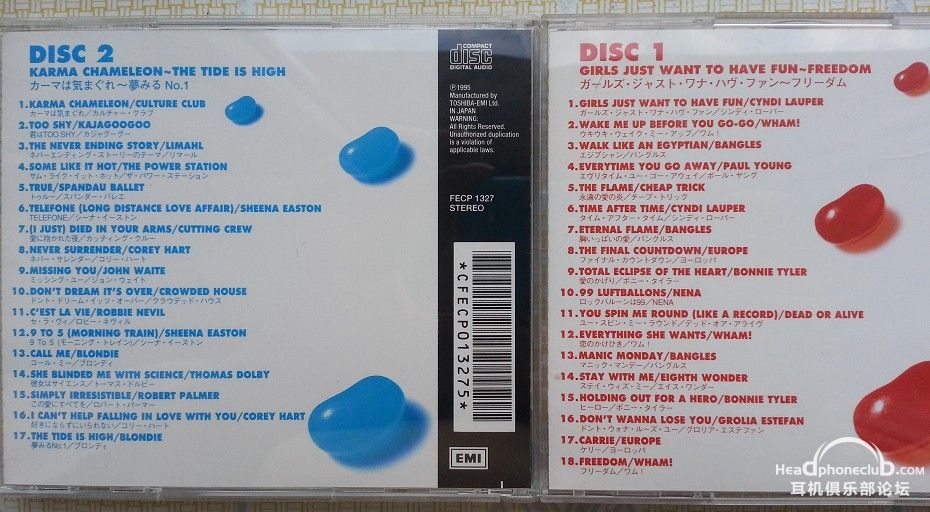 DISC 2
KARMA CHAMELEON~THE TIDE IS HIGH
カーマは気まぐれ～夢みるNo.1
1.KARMA CHAMELEON/CULTURE CLUB
カーマは気まぐれ/カルチャー・クラブ
2.TOO SHY/KAJAGOOGOO
君はTOO SHY/カジャグーグー
3.THE NEVER ENDING STORY/LIMAHL
ネバーエンディング・ストーリーのテーマ/リマール
4.SOME LIKE IT HOT/THE POWER STATION
サム・ライク・イット・ホット/ザ・パワー・ステーション
5.TRUE/SPANDAU BALLET
トゥルー/スパンダー・バレエ
6.TELEFONE (LONG DISTANCE LOVE AFFAIR)/SHEENA EASTON
TELEFONE/シーナ・イーストン
7.(I JUST) DIED IN YOUR ARMS/CUTTING CREW
愛に抱かれた夜/カッティング・クルー
8.NEVER SURRENDER/COREY HART
ネバー・サレンダー/コリー・ハート
9.MISSING YOU/JOHN WAITE
ミッシング・ユー/ジョン・ウェイト
10.DON'T DREAM IT'S OVER/CROWDED HOUSE
ドント・ドリーム・イッツ・オーバー/クラウデッド・ハウス
11.C'EST LA VIE/ROBBIE NEVIL
セ・ラ・ヴィ/ロビー・ネヴィル
12.9 TO 5 (MORNING TRAIN)/SHEENA EASTON
9 To 5 (モーニング・トレイン)/シーナ・イーストン
13.CALL ME/BLONDIE
コール・ミー/ブロンディ
14.SHE BLINDED ME WITH SCIENCE/THOMAS DOLBY
彼女はサイエンス/トーマス・ドルビー
15.SIMPLY IRRESISTIBLE/ROBERT PALMER
この愛にすべてを/ロバート・パーマー
16.I CAN'T HELP FALLING IN LOVE WITH YOU/COREY HART
好きにならずにいられない/コリー・ハート
17.THE TIDE IS HIGH/BLONDIE
夢みるNo.1/ブロンディ
COMPACT
disc
DIGITAL AUDIO
℗1995
Manufactured by
TOSHIBA-EMI Ltd.
IN JAPAN
WARNING:
All Rights Reserved.
Unauthorized duplication
is a violation of
applicable laws.
FECP 1327
STEREO
*CFECP013275*
EMI
DISC 1
GIRLS JUST WANT TO HAVE FUN~FREEDOM
ガールズ・ジャスト・ワナ・ハヴ・ファン～フリーダム
1.GIRLS JUST WANT TO HAVE FUN/CYNDI LAUPER
ガールズ・ジャスト・ワナ・ハヴ・ファン/シンディ・ローパー
2.WAKE ME UP BEFORE YOU GO-GO/WHAM!
ウキウキ・ウェイク・ミー・アップ/ワム!
3.WALK LIKE AN EGYPTIAN/BANGLES
エジプシャン/バングルス
4.EVERYTIME YOU GO AWAY/PAUL YOUNG
エヴリタイム・ユー・ゴー・アウェイ/ポール・ヤング
5.THE FLAME/CHEAP TRICK
永遠の愛の炎/チープ・トリック
6.TIME AFTER TIME/CYNDI LAUPER
タイム・アフター・タイム/シンディ・ローパー
7.ETERNAL FLAME/BANGLES
胸いっぱいの愛/バングルス
8.THE FINAL COUNTDOWN/EUROPE
ファイナル・カウントダウン/ヨーロッパ
9.TOTAL ECLIPSE OF THE HEART/BONNIE TYLER
愛のかげり/ボニー・タイラー
10.99 LUFTBALLONS/NENA
ロックバルーンは99/NENA
11.YOU SPIN ME ROUND (LIKE A RECORD)/DEAD OR ALIVE
ユー・スピン・ミー・ラウンド/デッド・オア・アライヴ
12.EVERYTHING SHE WANTS/WHAM!
恋のかけひき/ワム!
13.MANIC MONDAY/BANGLES
マニック・マンデー/バングルス
14.STAY WITH ME/EIGHTH WONDER
ステイ・ウィズ・ミー/エイス・ワンダー
15.HOLDING OUT FOR A HERO/BONNIE TYLER
ヒーロー/ボニー・タイラー
16.DON'T WANNA LOSE YOU/GROLIA ESTEFAN
ドント・ウォナ・ルーズ・ユー/グロリア・エステファン
17.CARRIE/EUROPE
ケリー/ヨーロッパ
18.FREEDOM/WHAM!
フリーダム/ワム!
Headphoneclub.com
耳机俱乐部论坛